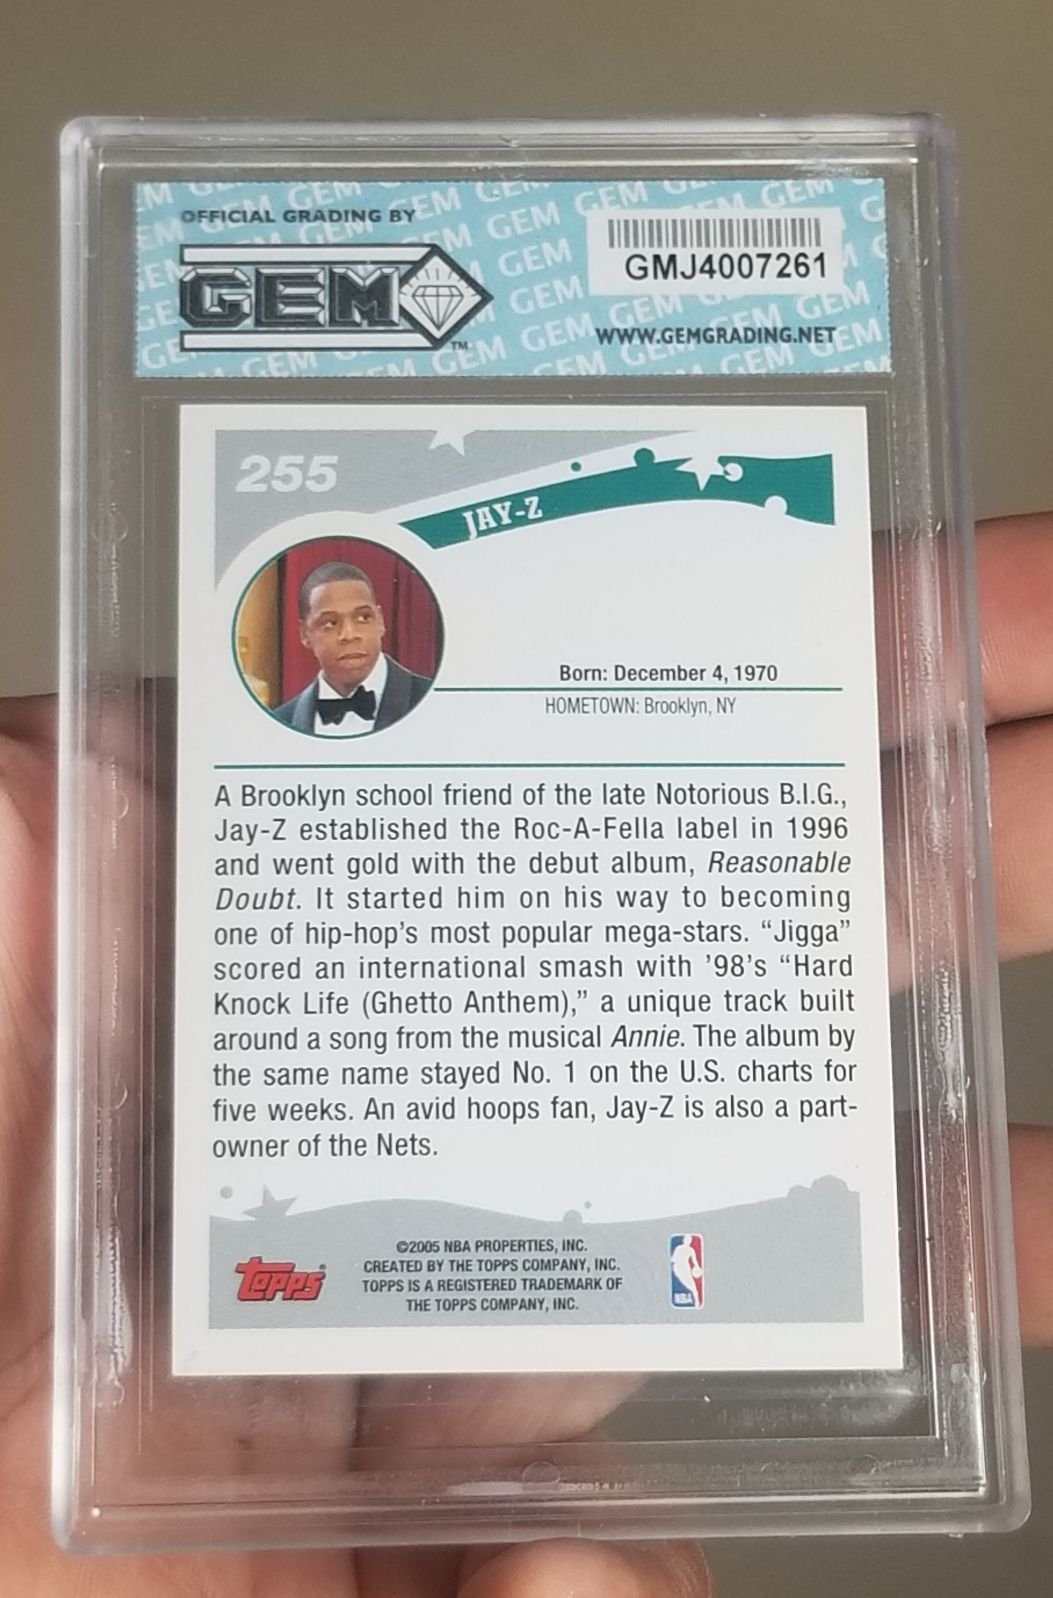 OFFICIAL GRADING BY
GEM
TM
GMJ4007261
WWW.GEMGRADING.NET
255
JAY-Z
Born: December 4, 1970
HOMETOWN: Brooklyn, NY
A Brooklyn school friend of the late Notorious B.I.G.,
Jay-Z established the Roc-A-Fella label in 1996
and went gold with the debut album, Reasonable
Doubt. It started him on his way to becoming
one of hip-hop's most popular mega-stars. “Jigga”
scored an international smash with ’98’s “Hard
Knock Life (Ghetto Anthem),” a unique track built
around a song from the musical Annie. The album by
the same name stayed No. 1 on the U.S. charts for
five weeks. An avid hoops fan, Jay-Z is also a part-
owner of the Nets.
topps®
©2005 NBA PROPERTIES, INC.
CREATED BY THE TOPPS COMPANY, INC.
TOPPS IS A REGISTERED TRADEMARK OF
THE TOPPS COMPANY, INC.
NBA